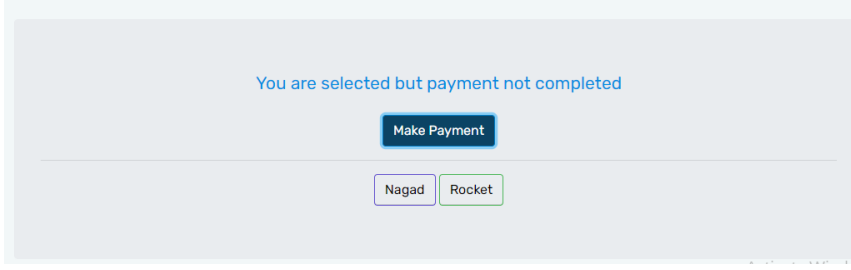 You are selected but payment not completed
Make Payment
Nagad Rocket